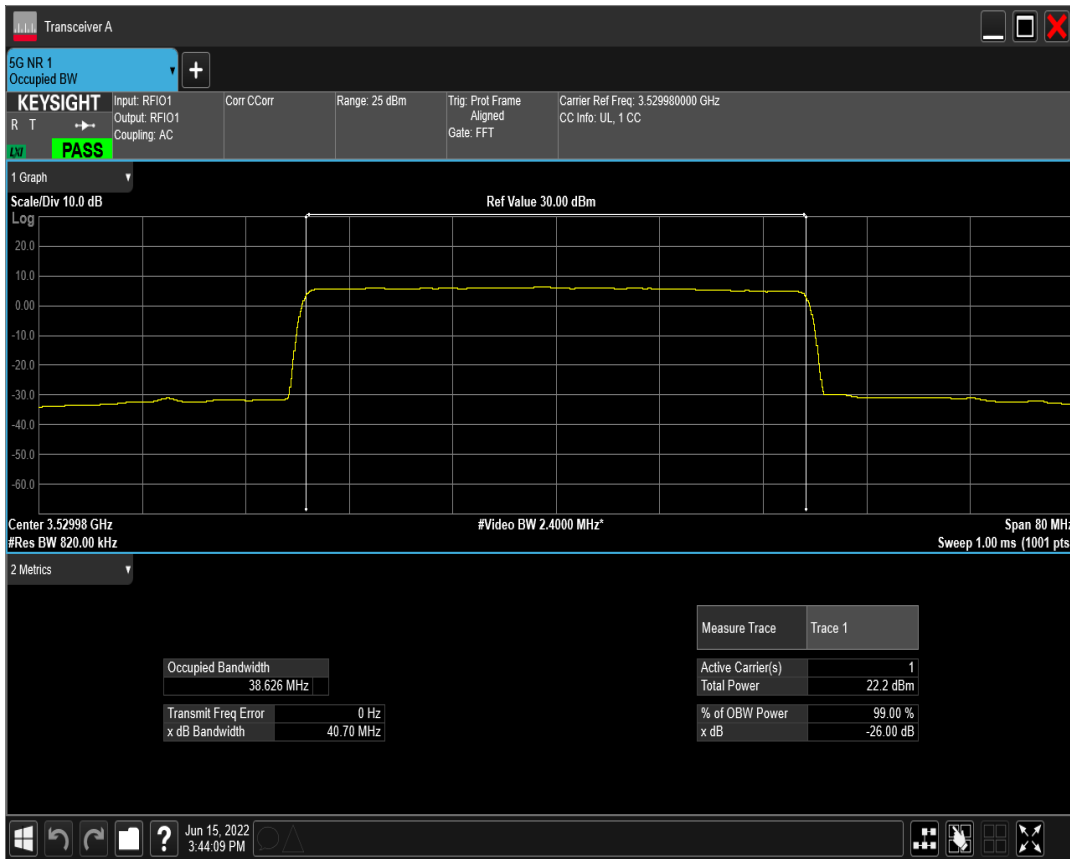 Transceiver A
5G NR 1
Occupied BW
KEYSIGHT
R T
LXI
PASS
Input: RFIO1
Output: RFIO1
Coupling: AC
Corr CCorr
Range: 25 dBm
Trig: Prot Frame
Aligned
Gate: FFT
Carrier Ref Freq: 3.529980000 GHz
CC Info: UL, 1 CC
1 Graph
Scale/Div 10.0 dB
Ref Value 30.00 dBm
Log
20.0
10.0
0.00
-10.0
-20.0
-30.0
-40.0
-50.0
-60.0
Center 3.52998 GHz
#Video BW 2.4000 MHz*
Span 80 MHz
#Res BW 820.00 kHz
Sweep 1.00 ms (1001 pts
2 Metrics
Measure Trace Trace 1
Occupied Bandwidth
38.626 MHz
Active Carrier(s) 1
Total Power 22.2 dBm
Transmit Freq Error 0 Hz
x dB Bandwidth 40.70 MHz
% of OBW Power 99.00 %
x dB -26.00 dB
?
Jun 15, 2022
3:44:09 PM